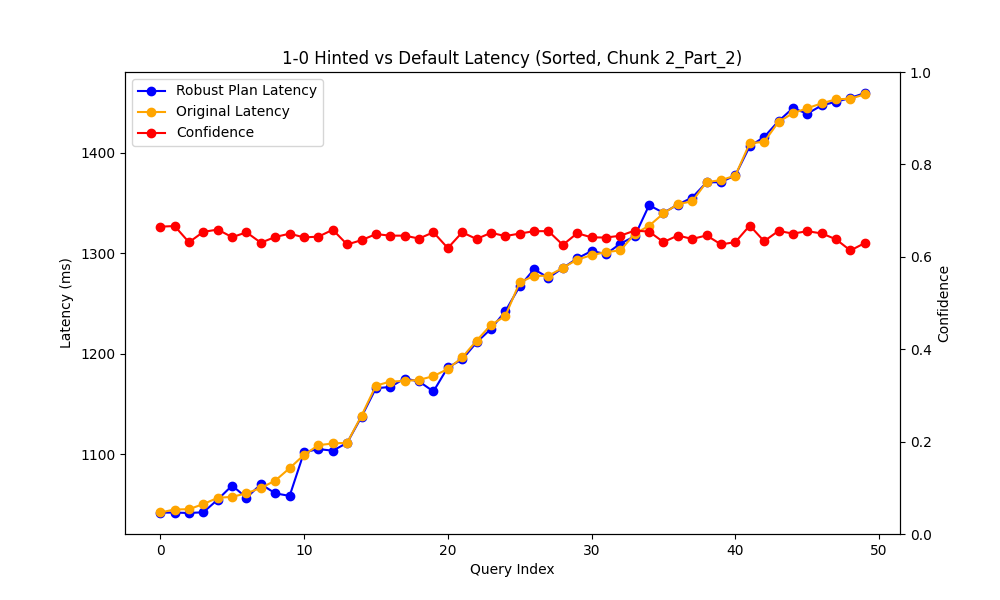 1-0 Hinted vs Default Latency (Sorted, Chunk 2_Part_2)
Robust Plan Latency
Original Latency
Confidence
Latency (ms)
1400
1300
1200
1100
1.0
0.8
0.6
0.4
0.2
0.0
Confidence
0 10 20 30 40 50
Query Index